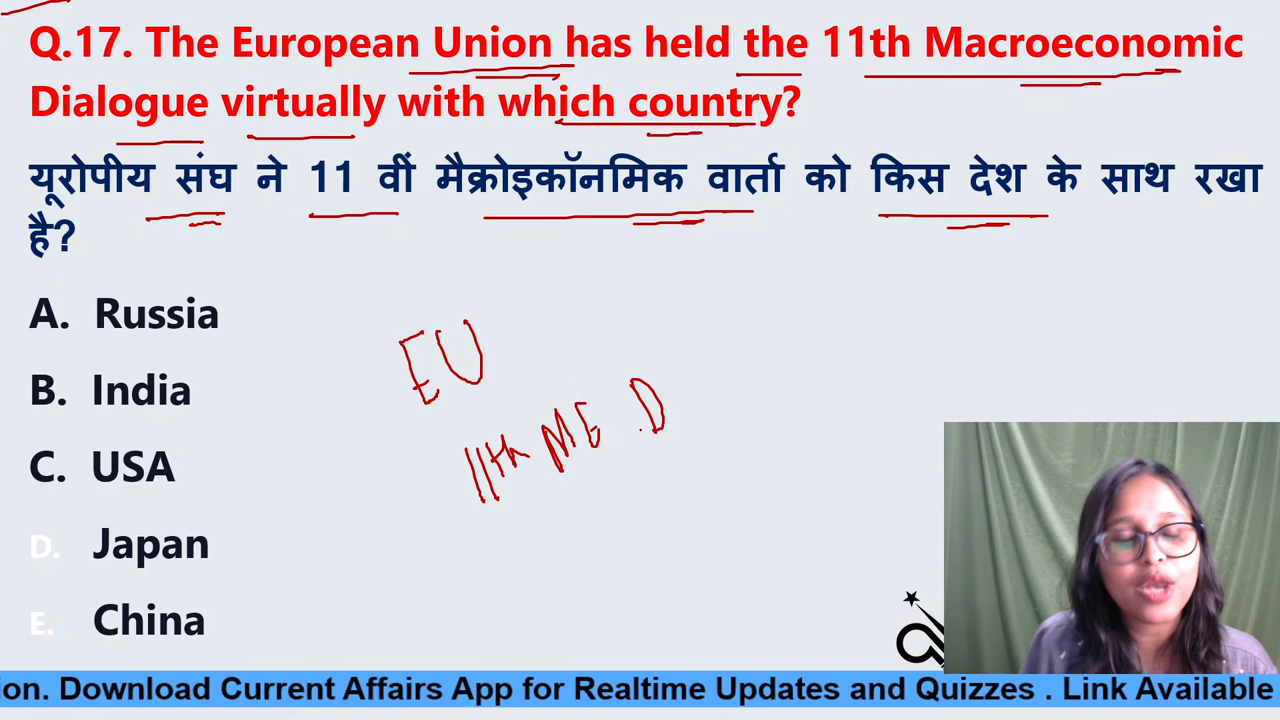 Q.17. The European Union has held the 11th Macroeconomic
Dialogue virtually with which country?
यूरोपीय संघ ने 11 वीं मैक्रोइकॉनमिक वार्ता को किस देश के साथ रखा
है?
A. Russia
B. India
C. USA
D. Japan
E. China
EU
11th ME.D
ion. Download Current Affairs App for Realtime Updates and Quizzes . Link Available